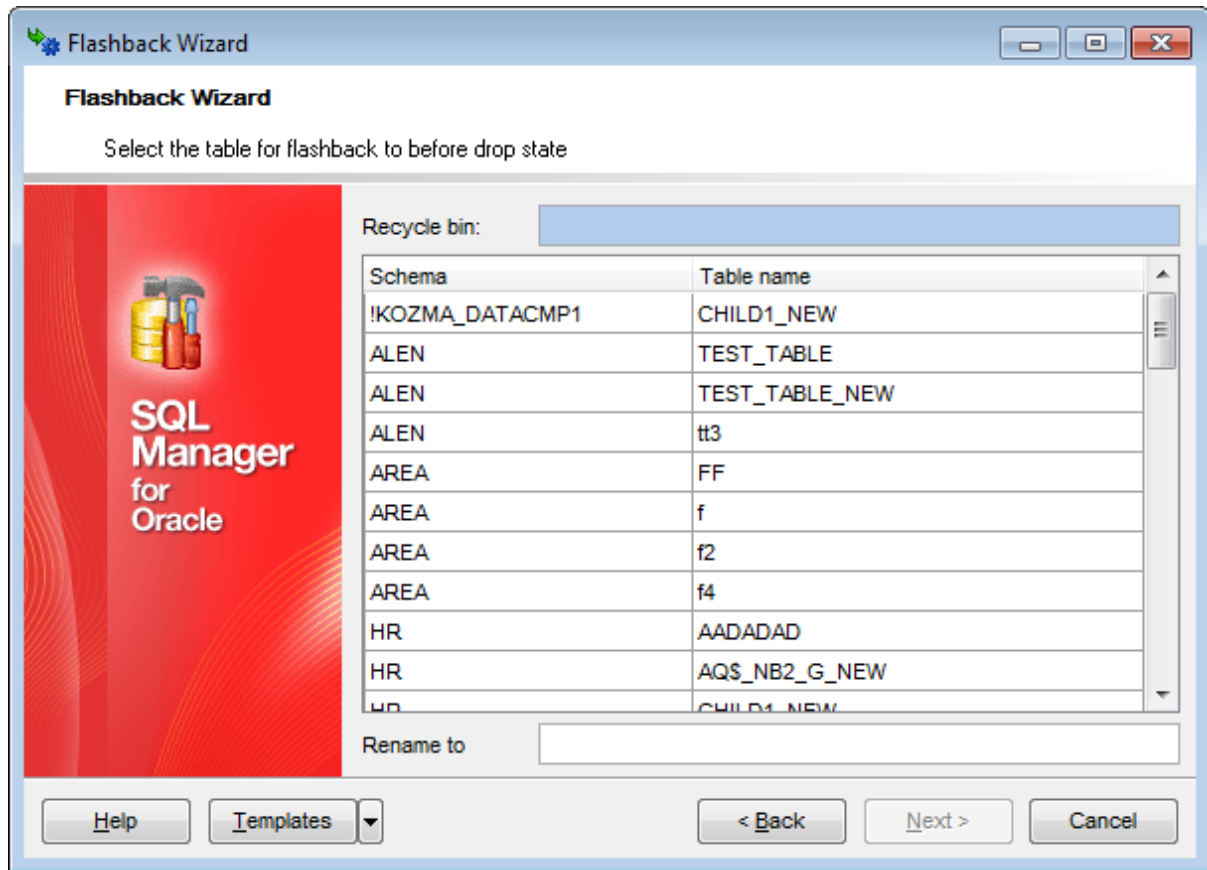 Flashback Wizard
Flashback Wizard
Select the table for flashback to before drop state
Recycle bin:
Schema Table name
!KOZMA_DATACMP1 CHILD1_NEW
ALEN TEST_TABLE
ALEN TEST_TABLE_NEW
ALEN tt3
AREA FF
AREA f
AREA f2
AREA f4
HR AADADAD
HR AQ$_NB2_G_NEW
HR CHILD1_NEW
SQL
Manager
for
Oracle
Rename to
Help Templates < Back Next > Cancel